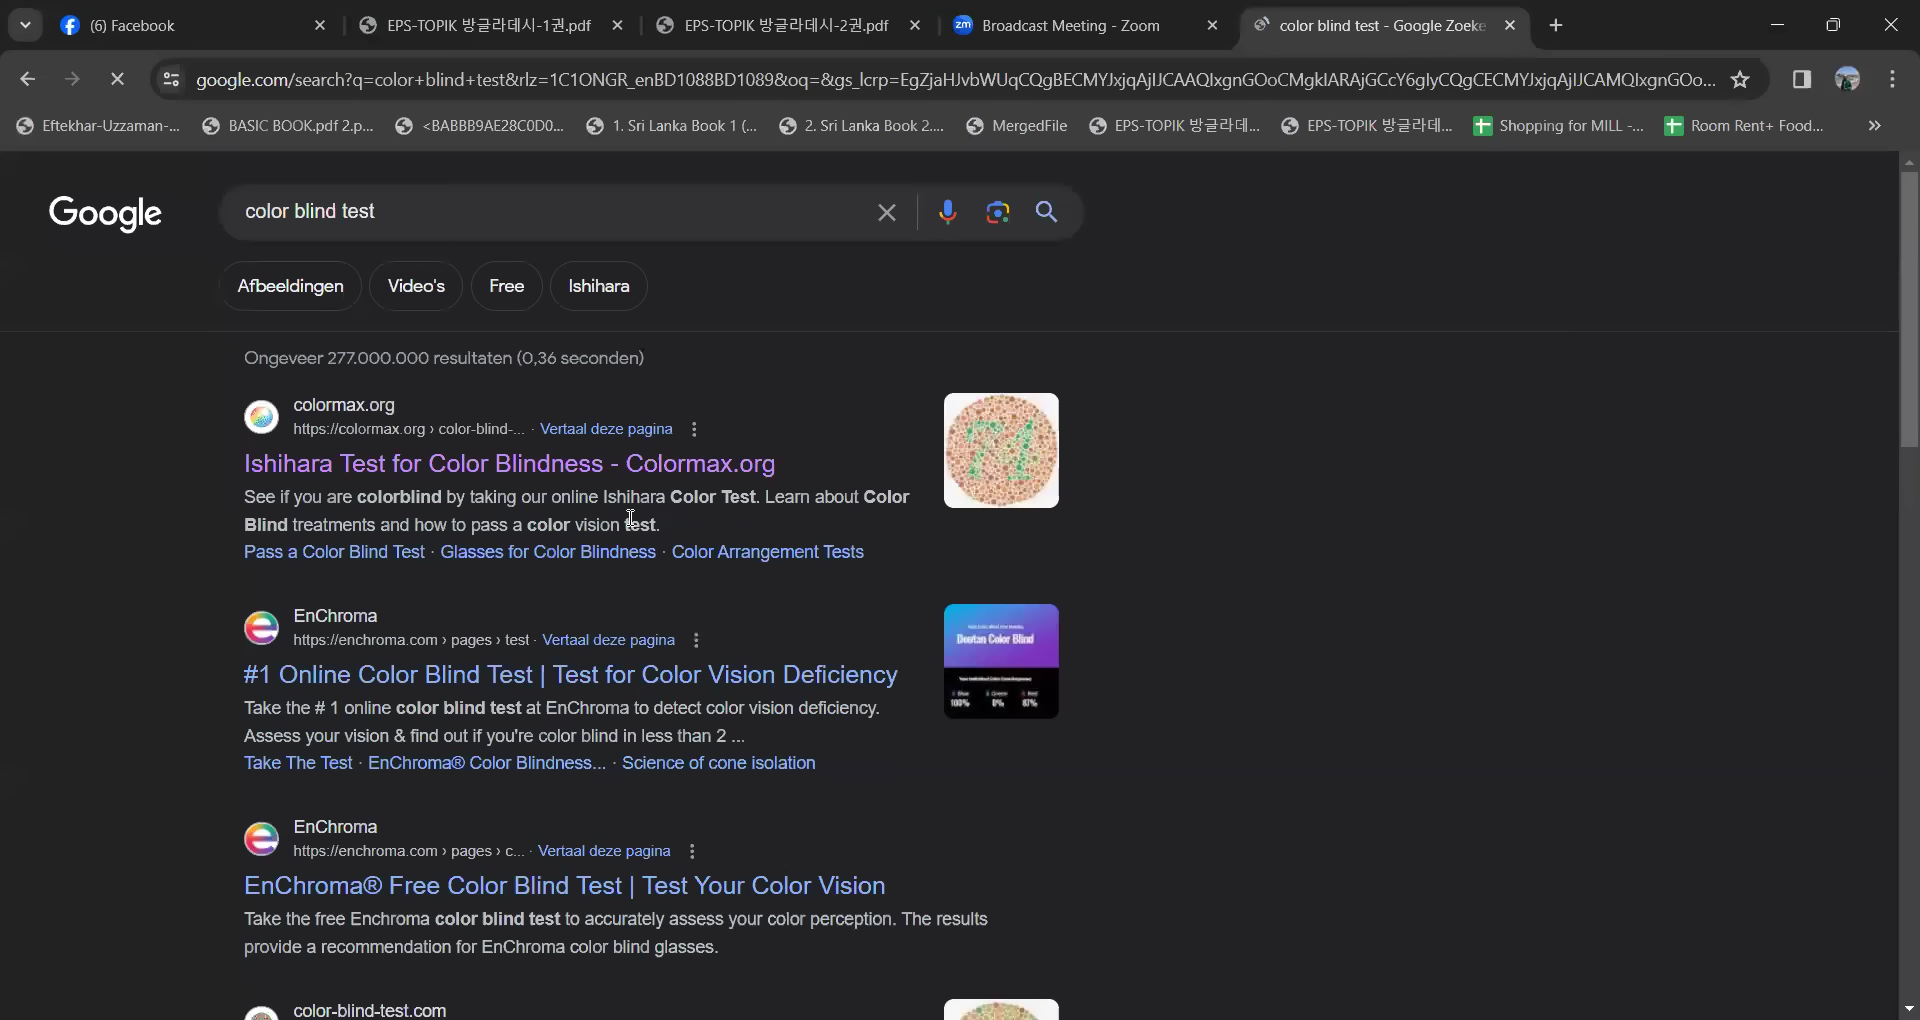 (6) Facebook
EPS-TOPIK 방글라데시-1권.pdf
EPS-TOPIK 방글라데시-2권.pdf
zm Broadcast Meeting - Zoom
color blind test - Google Zoeke
google.com/search?q=color+blind+test&rlz=1C1ONGR_enBD1088BD1089&oq=&gs_lcrp=
Eftekhar-Uzzaman-...
BASIC BOOK.pdf 2.p...
<BABBB9AE28C0D0...
1. Sri Lanka Book 1 (...
2. Sri Lanka Book 2....
MergedFile
EPS-TOPIK 방글라데...
EPS-TOPIK 방글라데...
Shopping for MILL -...
Room Rent+ Food...
Google
color blind test
Afbeeldingen
Video's
Free
Ishihara
Ongeveer 277.000.000 resultaten (0,36 seconden)
colormax.org
https://colormax.org › color-blind-... · Vertaal deze pagina
Ishihara Test for Color Blindness - Colormax.org
See if you are colorblind by taking our online Ishihara Color Test. Learn about Color
Blind treatments and how to pass a color vision test.
Pass a Color Blind Test · Glasses for Color Blindness · Color Arrangement Tests
74
EnChroma
https://enchroma.com › pages › test · Vertaal deze pagina
#1 Online Color Blind Test | Test for Color Vision Deficiency
Take the # 1 online color blind test at EnChroma to detect color vision deficiency.
Assess your vision & find out if you're color blind in less than 2 ...
Take The Test · EnChroma® Color Blindness... · Science of cone isolation
Deutan Color Blind
100% 0% 87%
EnChroma
https://enchroma.com › pages › c... · Vertaal deze pagina
EnChroma® Free Color Blind Test | Test Your Color Vision
Take the free Enchroma color blind test to accurately assess your color perception. The results
provide a recommendation for EnChroma color blind glasses.
color-blind-test.com